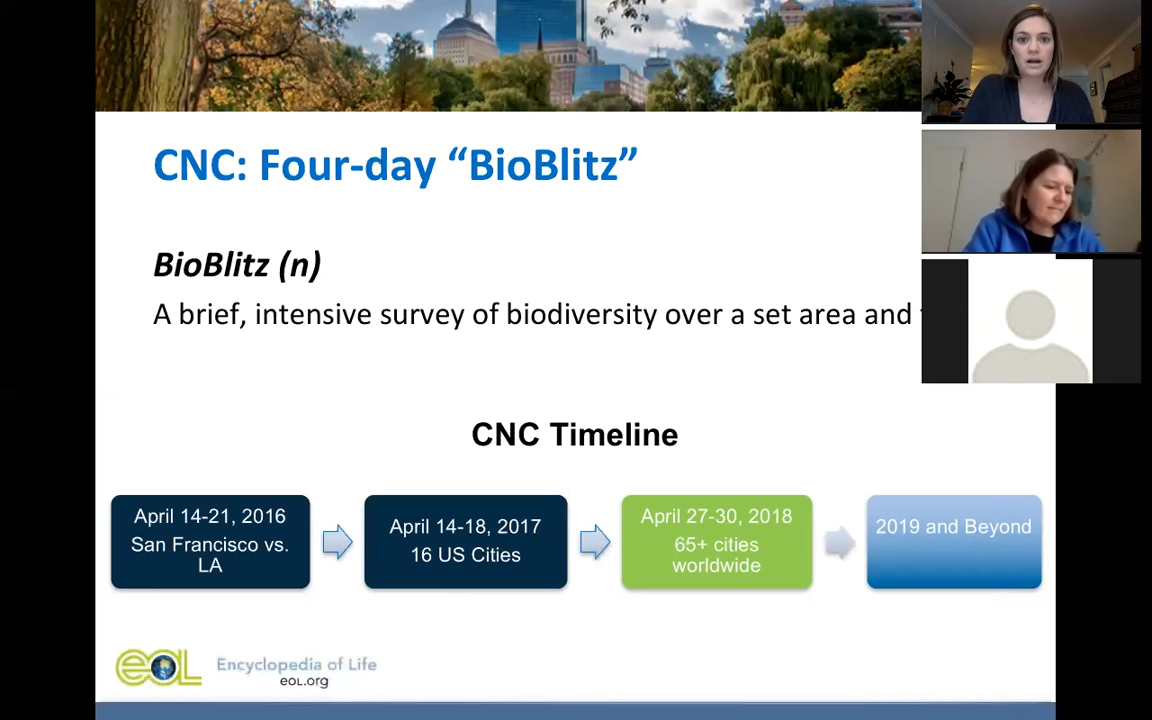 CNC: Four-day “BioBlitz”
BioBlitz (n)
A brief, intensive survey of biodiversity over a set area and
CNC Timeline
April 14-21, 2016
San Francisco vs.
LA
April 14-18, 2017
16 US Cities
April 27-30, 2018
65+ cities
worldwide
2019 and Beyond
eOL Encyclopedia of Life
eol.org